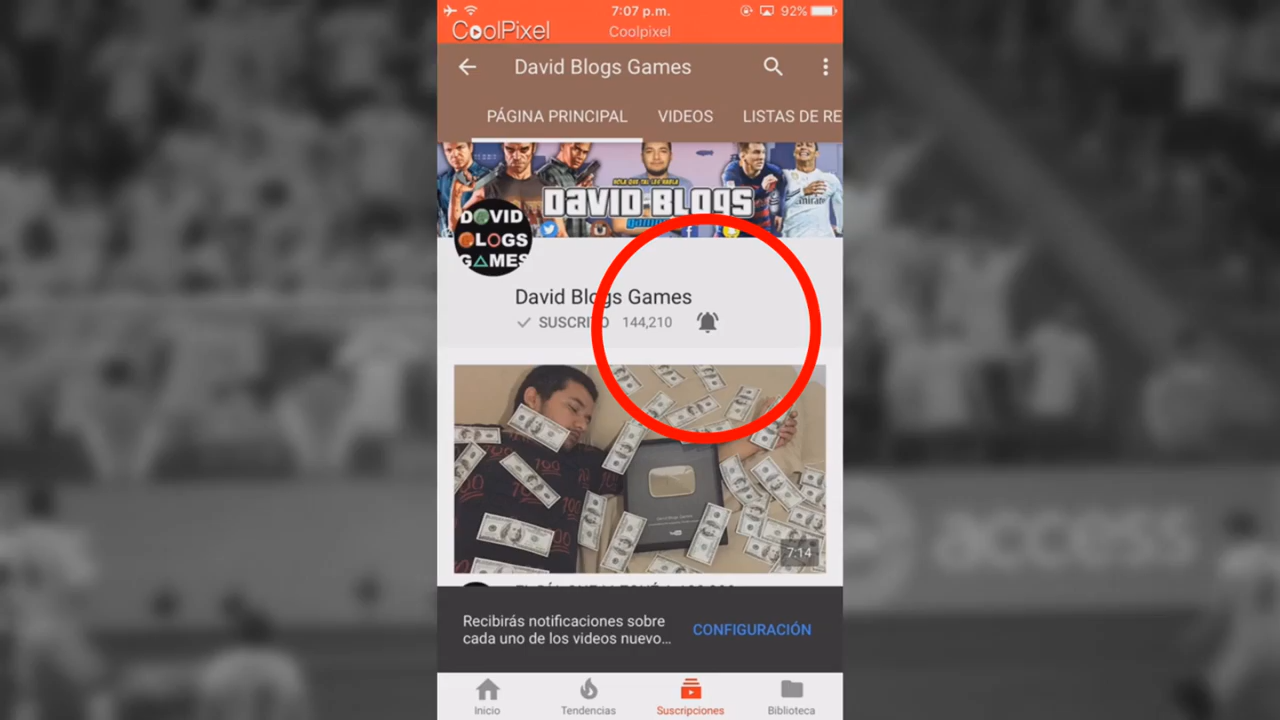 7:07 p.m.
92%
CoolPixel
Coolpixel
David Blogs Games
PÁGINA PRINCIPAL
VIDEOS
LISTAS DE RE
DAVID-BLOGS
DAVID
BLOGS
GAMES
David Blogs Games
SUSCRITO
144,210
100
7:14
Recibirás notificaciones sobre
cada uno de los videos nuevo...
CONFIGURACIÓN
Inicio
Tendencias
Suscripciones
Biblioteca
access